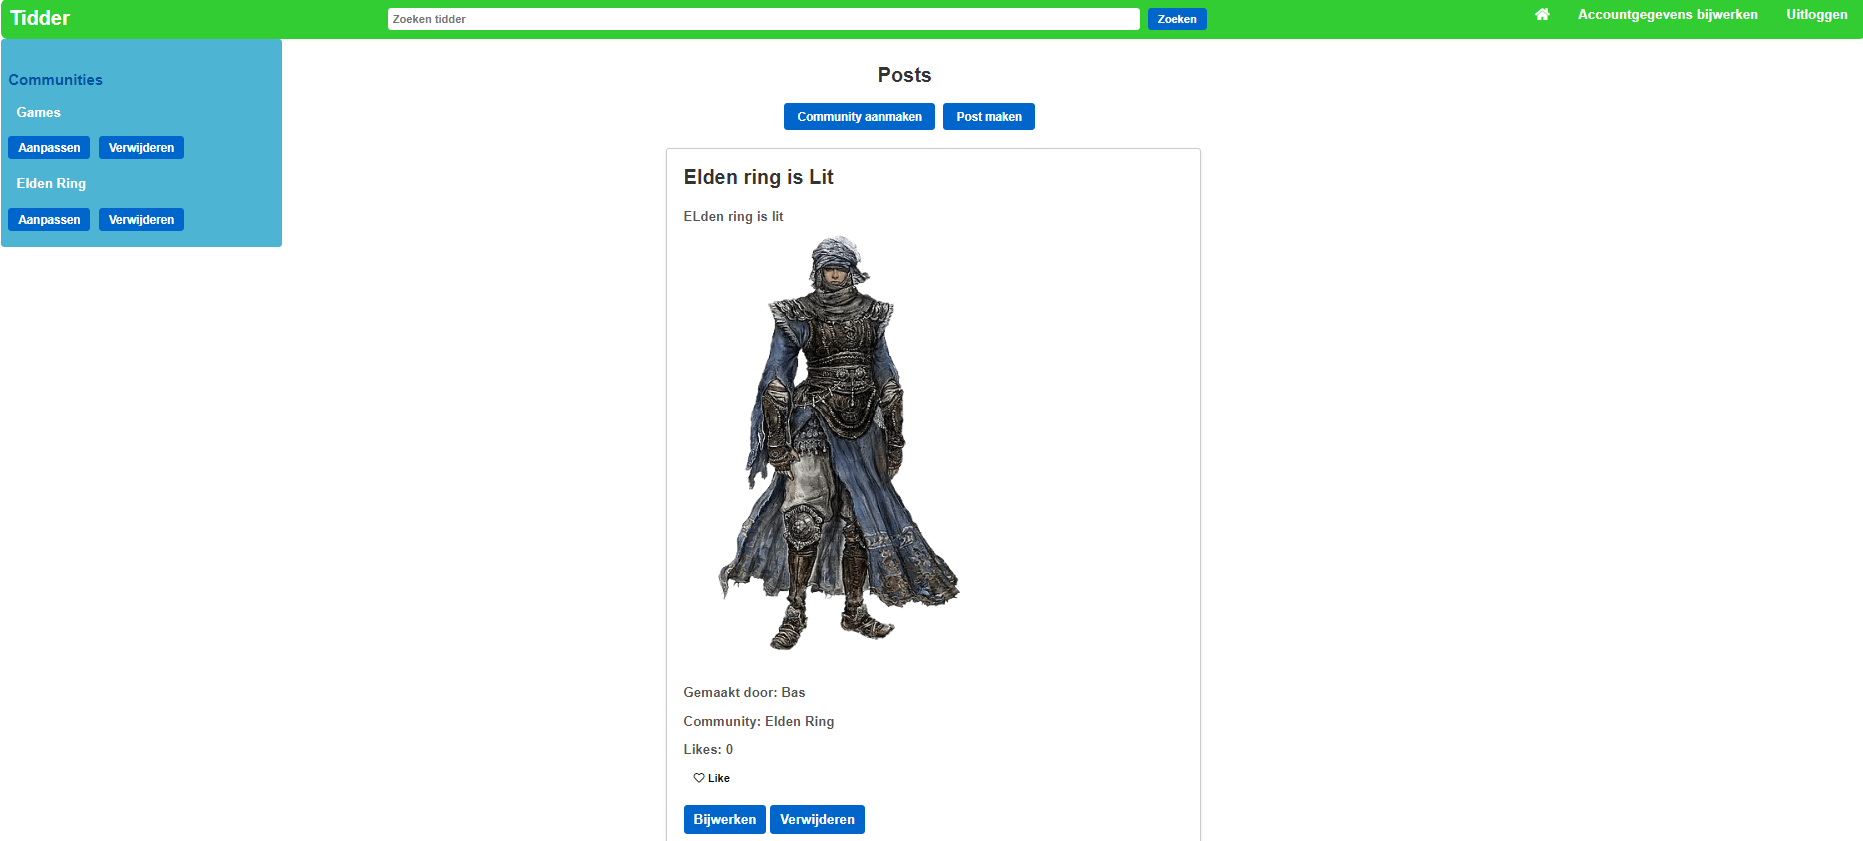 Tidder
Zoeken tidder
Zoeken
Accountgegevens bijwerken
Uitloggen
Communities
Games
Aanpassen
Verwijderen
Elden Ring
Aanpassen
Verwijderen
Posts
Community aanmaken
Post maken
Elden ring is Lit
ELden ring is lit
Gemaakt door: Bas
Community: Elden Ring
Likes: 0
Like
Bijwerken
Verwijderen